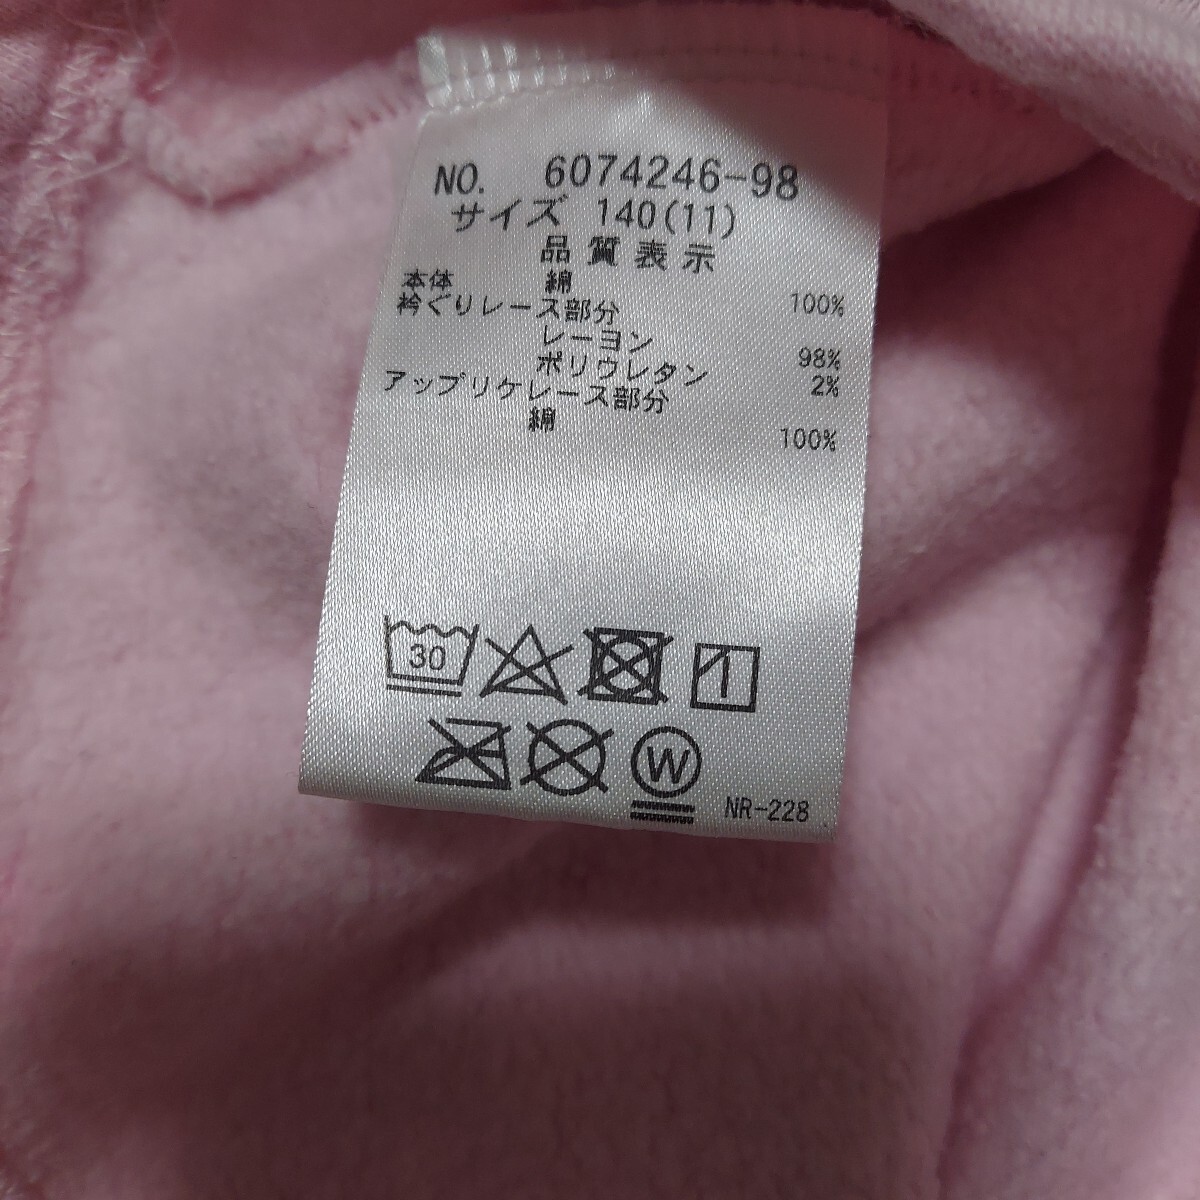 NO. 6074246-98
サイズ 140(11)
品質表示
本体 綿 100%
衿ぐりレース部分
レーヨン 98%
ポリウレタン 2%
アップリケレース部分
綿 100%
30
W
NR-228